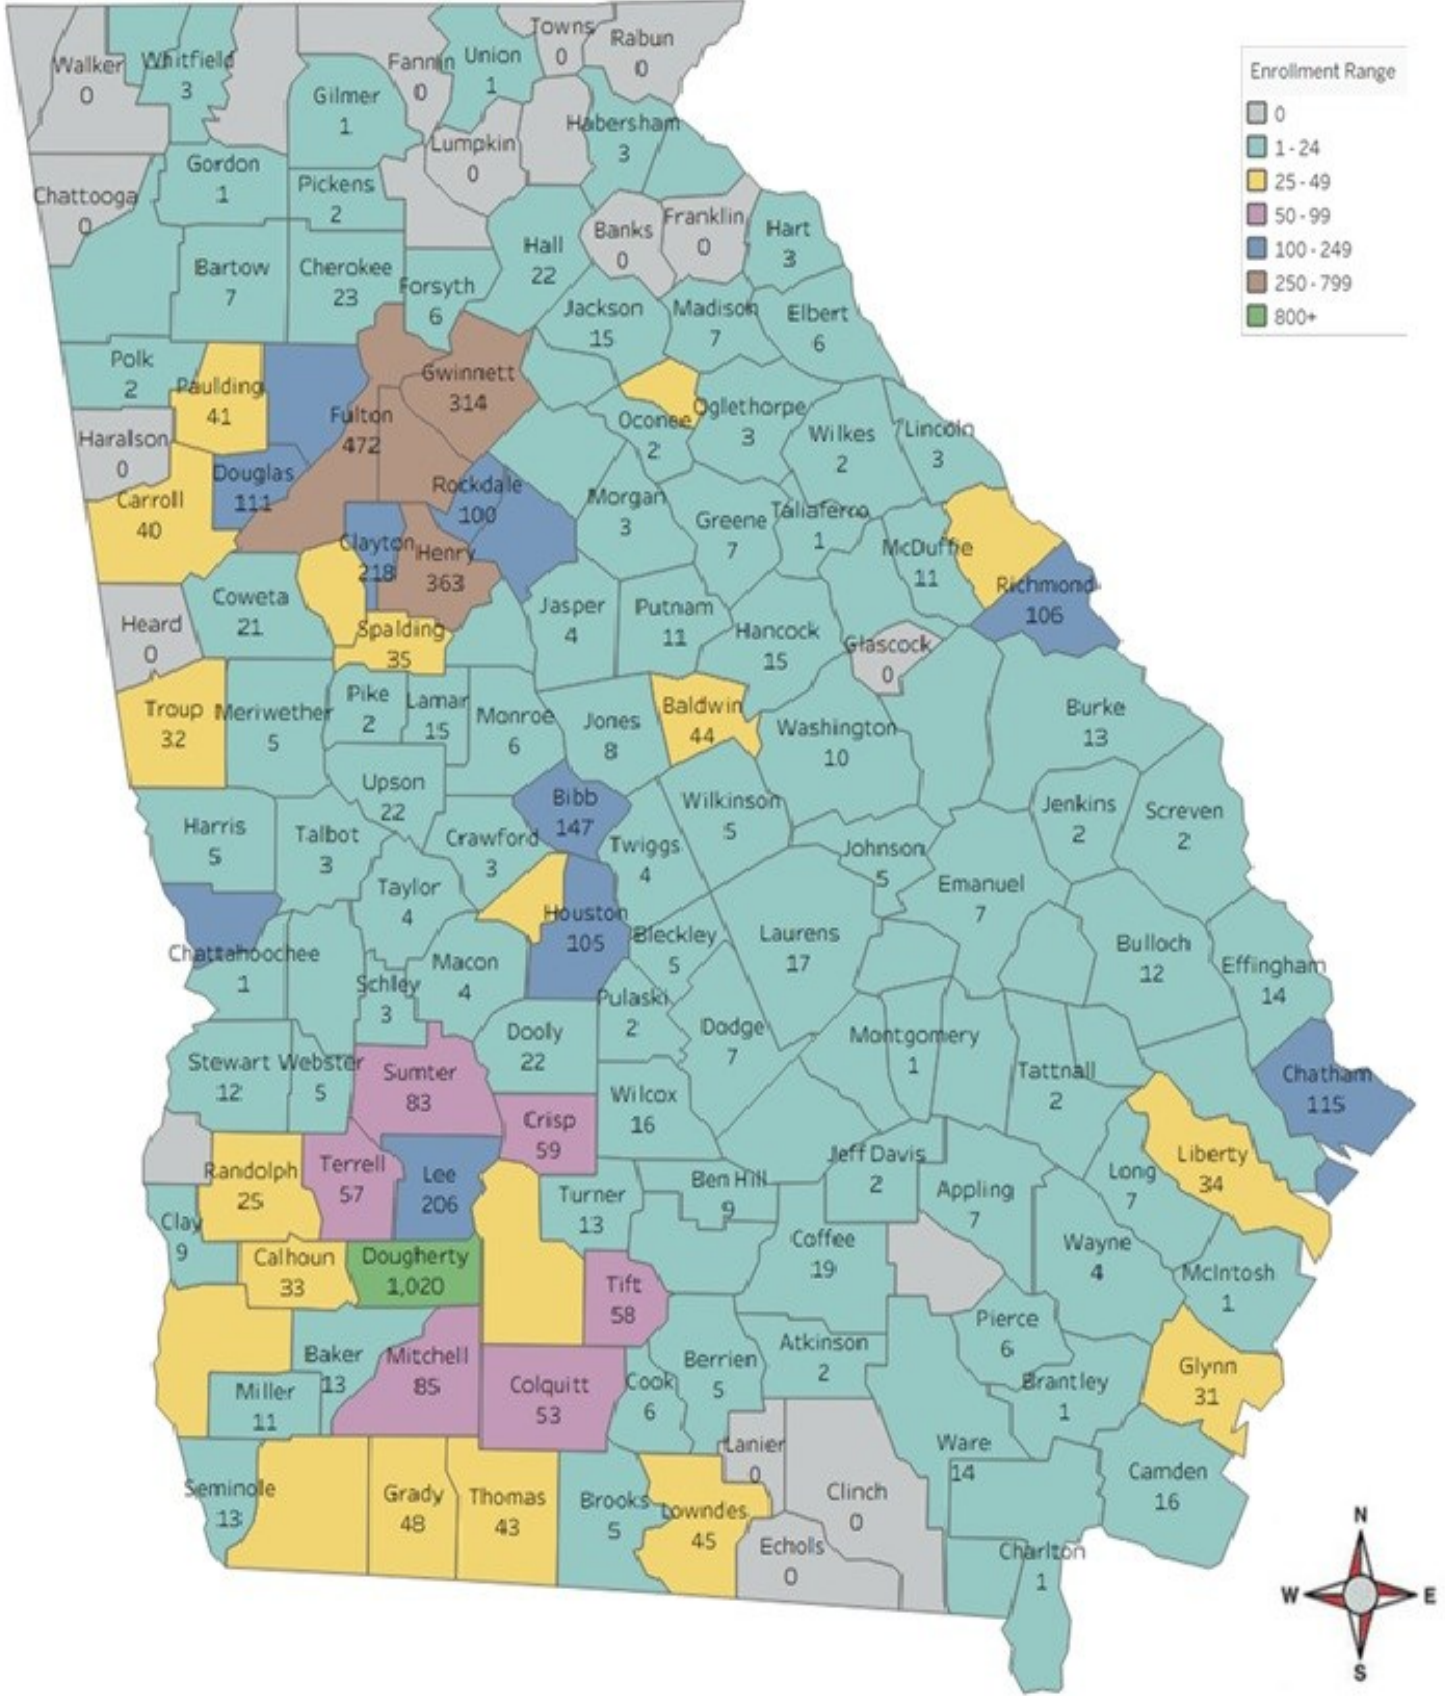 Enrollment Range
0
1 - 24
25 - 49
50 - 99
100 - 249
250 - 799
800+
Towns
0
Rabun
0
Walker
0
Whitfield
3
Fannin
0
Union
1
Gilmer
1
Habersham
3
Lumpkin
0
Chattooga
0
Gordon
1
Pickens
2
Hall
22
Banks
0
Franklin
0
Hart
3
Bartow
7
Cherokee
23
Forsyth
6
Jackson
15
Madison
7
Elbert
6
Polk
2
Paulding
41
Fulton
472
Gwinnett
314
Oconee
2
Oglethorpe
3
Wilkes
2
Lincoln
3
Haralson
0
Carroll
40
Douglas
111
Rockdale
100
Morgan
3
Greene
7
Taliaferro
1
McDuffie
11
Clayton
218
Henry
363
Richmond
106
Heard
0
Coweta
21
Spalding
35
Jasper
4
Putnam
11
Hancock
15
Glascock
0
Troup
32
Meriwether
5
Pike
2
Lamar
15
Monroe
6
Jones
8
Baldwin
44
Washington
10
Burke
13
Upson
22
Bibb
147
Wilkinson
5
Jenkins
2
Screven
2
Harris
5
Talbot
3
Crawford
3
Twiggs
4
Johnson
5
Taylor
4
Emanuel
7
Houston
105
Bleckley
5
Laurens
17
Bulloch
12
Effingham
14
Chattahoochee
1
Macon
4
Schley
3
Pulaski
2
Dooly
22
Dodge
7
Montgomery
1
Tattnall
2
Chatham
115
Stewart
12
Webster
5
Sumter
83
Crisp
59
Wilcox
16
Randolph
25
Terrell
57
Lee
206
Turner
13
Ben Hill
9
Jeff Davis
2
Appling
7
Long
7
Liberty
34
Clay
9
Calhoun
33
Dougherty
1,020
Tift
58
Coffee
19
Wayne
4
McIntosh
1
Baker
13
Mitchell
85
Colquitt
53
Cook
6
Berrien
5
Atkinson
2
Pierce
6
Brantley
1
Glynn
31
Miller
11
Lanier
0
Ware
14
Camden
16
Seminole
13
Grady
48
Thomas
43
Brooks
5
Lowndes
45
Clinch
0
Echols
0
Charlton
1
N
W
E
S